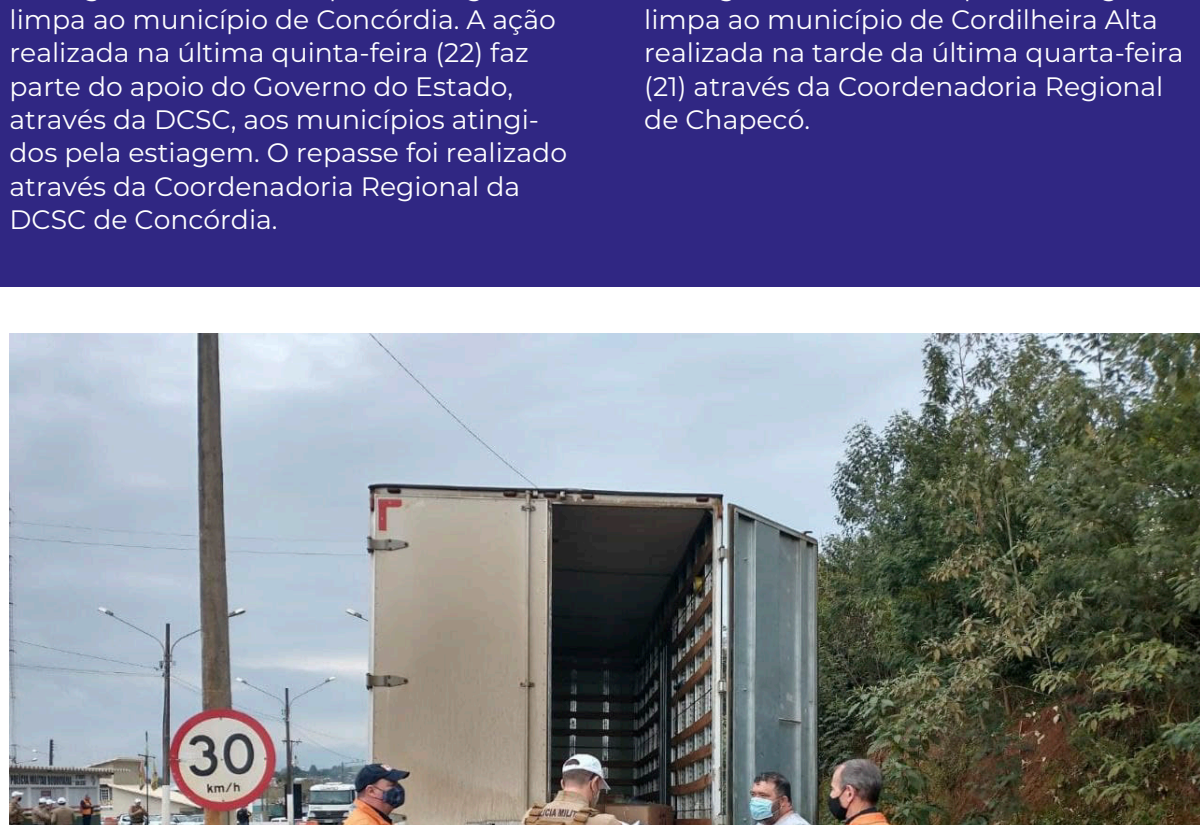 limpa ao município de Concórdia. A ação
realizada na última quinta-feira (22) faz
parte do apoio do Governo do Estado,
através da DCSC, aos municípios atingi-
dos pela estiagem. O repasse foi realizado
através da Coordenadoria Regional da
DCSC de Concórdia.
limpa ao município de Cordilheira Alta
realizada na tarde da última quarta-feira
(21) através da Coordenadoria Regional
de Chapecó.
30
km/h